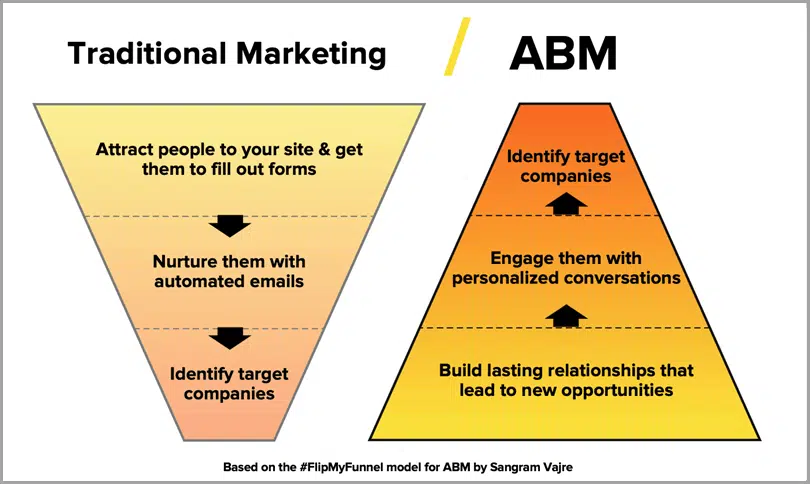 Traditional Marketing
/
ABM
Attract people to your site & get
them to fill out forms
Nurture them with
automated emails
Identify target
companies
Identify target
companies
Engage them with
personalized conversations
Build lasting relationships that
lead to new opportunities
Based on the #FlipMyFunnel model for ABM by Sangram Vajre